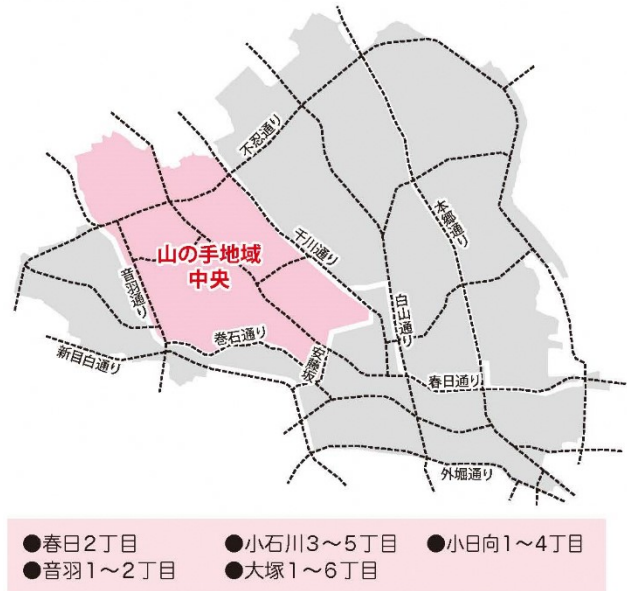 不忍通り
本郷通り
千川通り
山の手地域
中央
音羽通り
白山通り
巻石通り
安藤坂
新目白通り
春日通り
外堀通り
●春日2丁目 ●小石川3～5丁目 ●小日向1～4丁目
●音羽1～2丁目 ●大塚1～6丁目